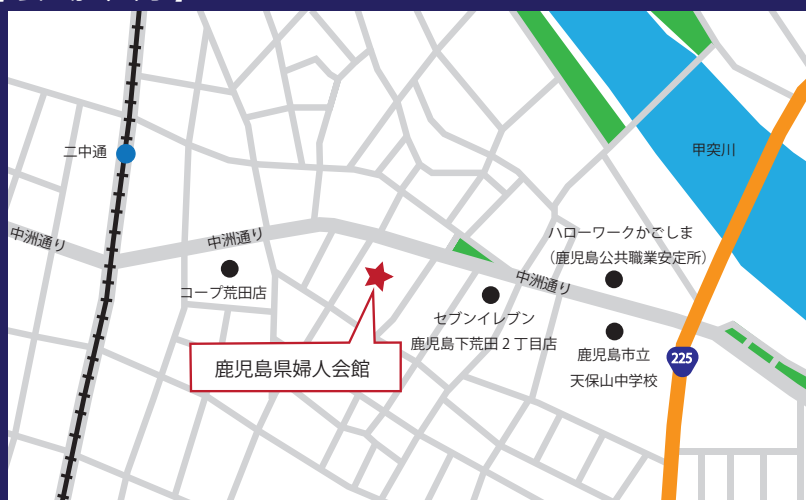 二中通
甲突川
中洲通り
中洲通り
ハローワークかごしま
（鹿児島公共職業安定所）
中洲通り
コープ荒田店
セブンイレブン
鹿児島下荒田2丁目店
鹿児島市立
天保山中学校
225
鹿児島県婦人会館